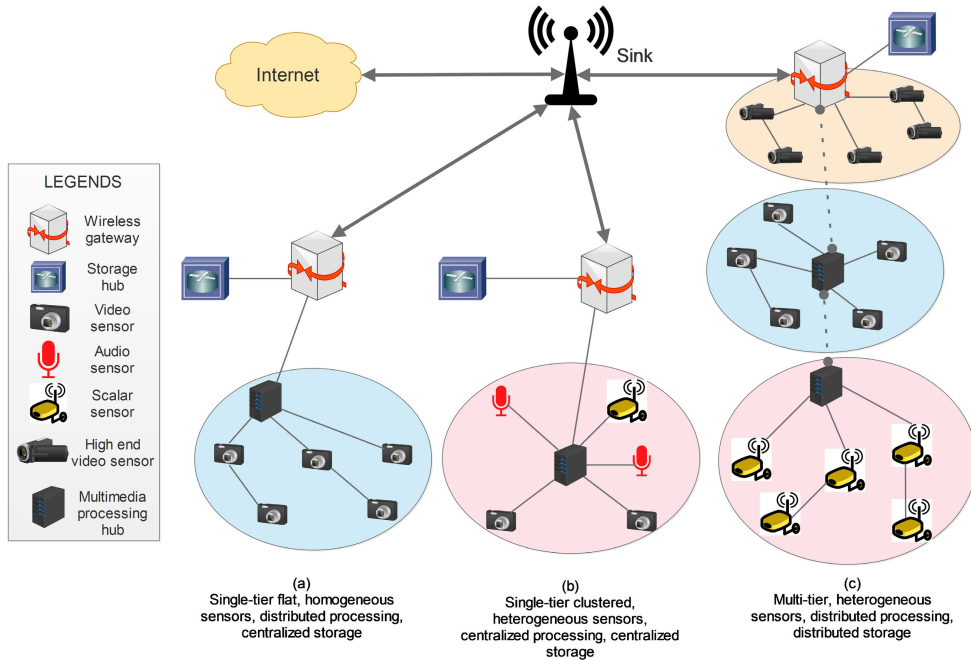 Internet
Sink
LEGENDS
Wireless
gateway
Storage
hub
Video
sensor
Audio
sensor
Scalar
sensor
High end
video sensor
Multimedia
processing
hub
(a)
Single-tier flat, homogeneous
sensors, distributed processing,
centralized storage
(b)
Single-tier clustered,
heterogeneous sensors,
centralized processing, centralized
storage
(c)
Multi-tier, heterogeneous
sensors, distributed processing,
distributed storage